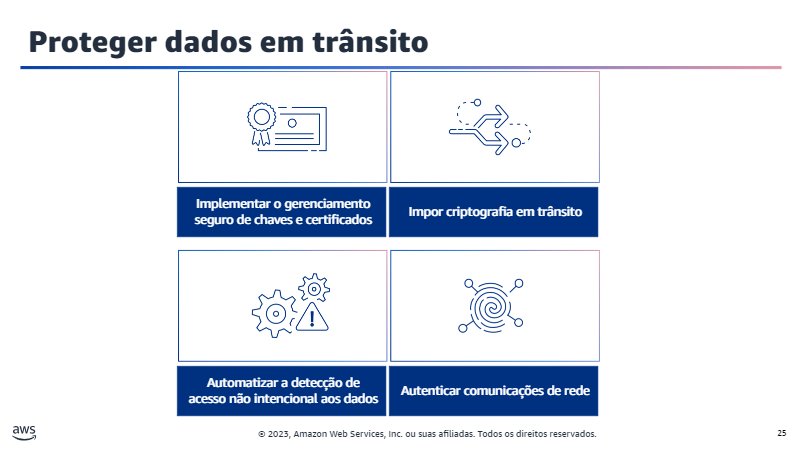 Proteger dados em trânsito
Implementar o gerenciamento
seguro de chaves e certificados
Impor criptografia em trânsito
Automatizar a detecção de
acesso não intencional aos dados
Autenticar comunicações de rede
aws
© 2023, Amazon Web Services, Inc. ou suas afiliadas. Todos os direitos reservados.
25